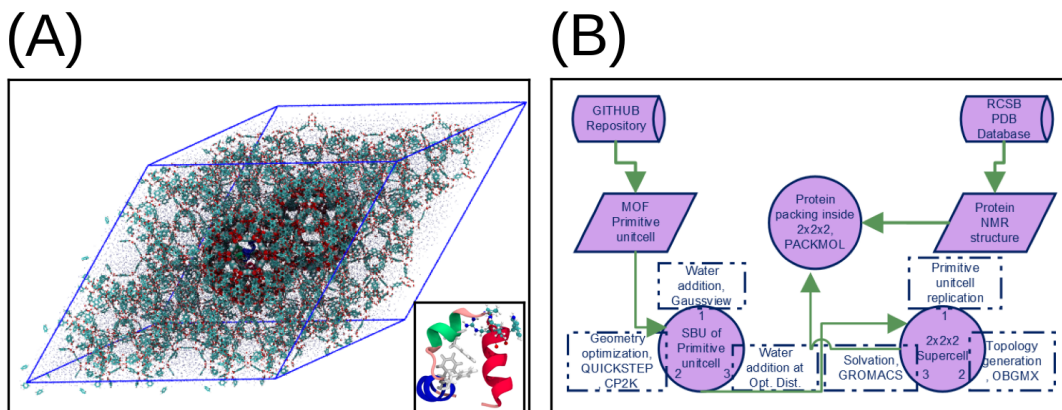 (A)
(B)
GITHUB
Repository
RCSB
PDB
Database
MOF
Primitive
unitcell
Protein
packing inside
2x2x2,
PACKMOL
Protein
NMR
structure
Water
addition,
Gaussview
Primitive
unitcell
replication
1
SBU of
Primitive
unitcell
2
3
Geometry
optimization,
QUICKSTEP
,CP2K
Water
addition at
Opt. Dist.
Solvation,
GROMACS
1
2x2x2
Supercell
3
2
Topology
generation
, OBGMX